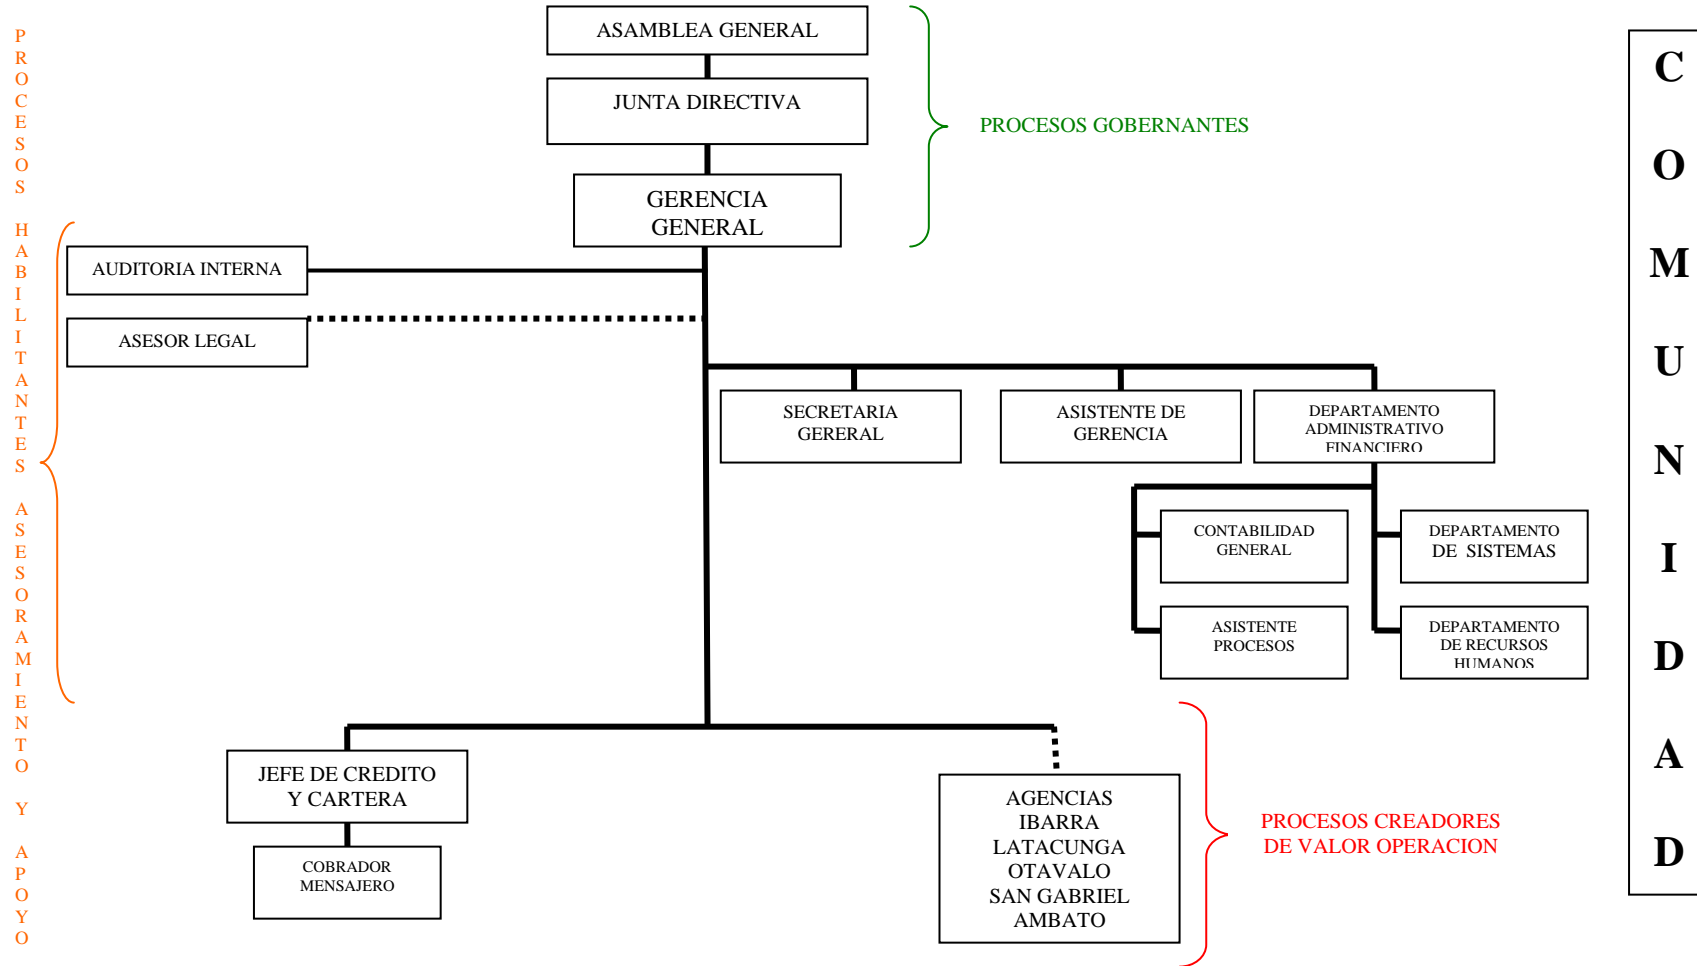 ASAMBLEA GENERAL
JUNTA DIRECTIVA
GERENCIA
GENERAL
PROCESOS GOBERNANTES
PROCESOS HABILITANTES ASESORAMIENTO Y APOYO
AUDITORIA INTERNA
ASESOR LEGAL
SECRETARIA
GERERAL
ASISTENTE DE
GERENCIA
DEPARTAMENTO
ADMINISTRATIVO
FINANCIERO
CONTABILIDAD
GENERAL
DEPARTAMENTO
DE SISTEMAS
ASISTENTE
PROCESOS
DEPARTAMENTO
DE RECURSOS
HUMANOS
JEFE DE CREDITO
Y CARTERA
COBRADOR
MENSAJERO
AGENCIAS
IBARRA
LATACUNGA
OTAVALO
SAN GABRIEL
AMBATO
PROCESOS CREADORES
DE VALOR OPERACION
COMUNIDAD